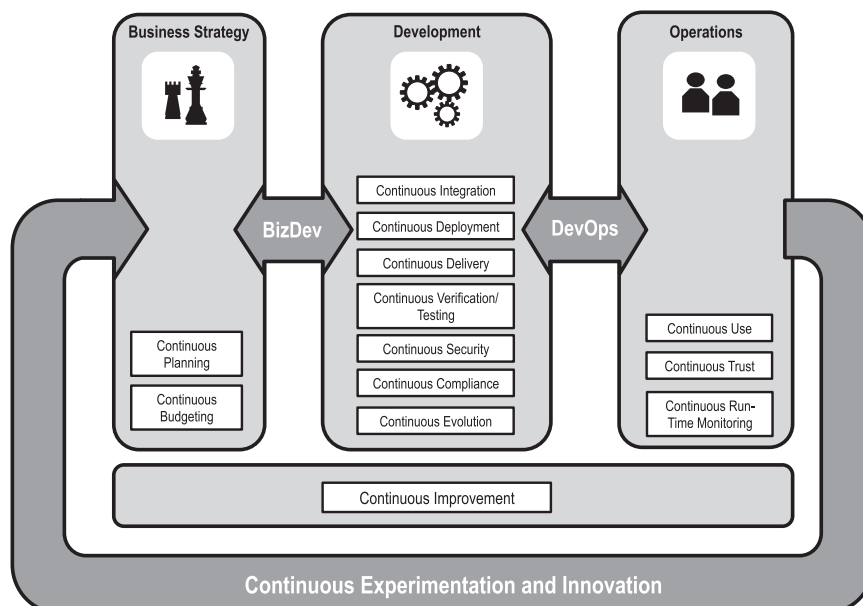 Business Strategy
Development
Operations
BizDev
DevOps
Continuous
Planning
Continuous
Budgeting
Continuous Integration
Continuous Deployment
Continuous Delivery
Continuous Verification/
Testing
Continuous Security
Continuous Compliance
Continuous Evolution
Continuous Use
Continuous Trust
Continuous Run-
Time Monitoring
Continuous Improvement
Continuous Experimentation and Innovation